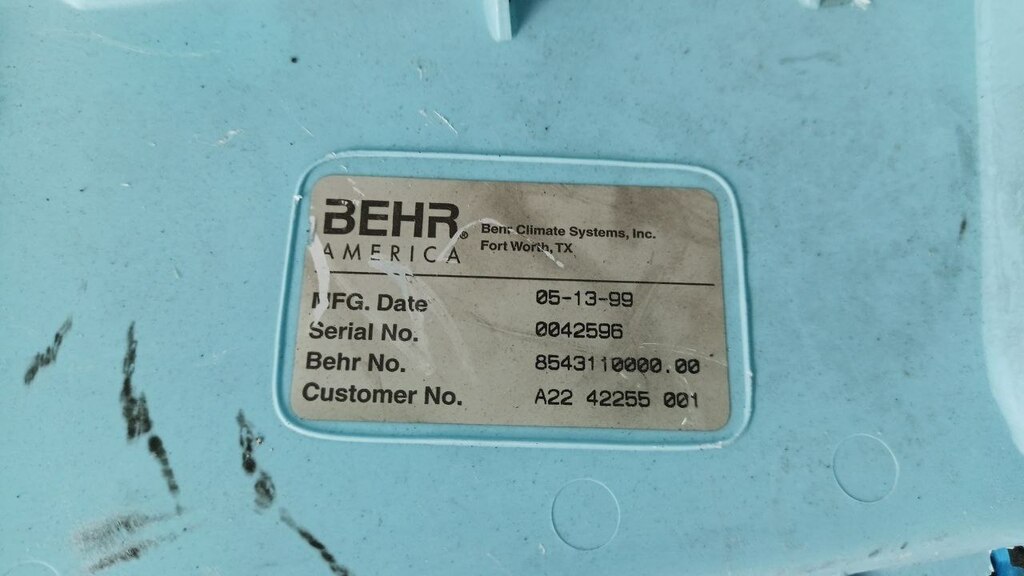 BEHR®
AMERICA
Behr Climate Systems, Inc.
Fort Worth, TX
MFG. Date 05-13-99
Serial No. 0042596
Behr No. 8543110000.00
Customer No. A22 42255 001